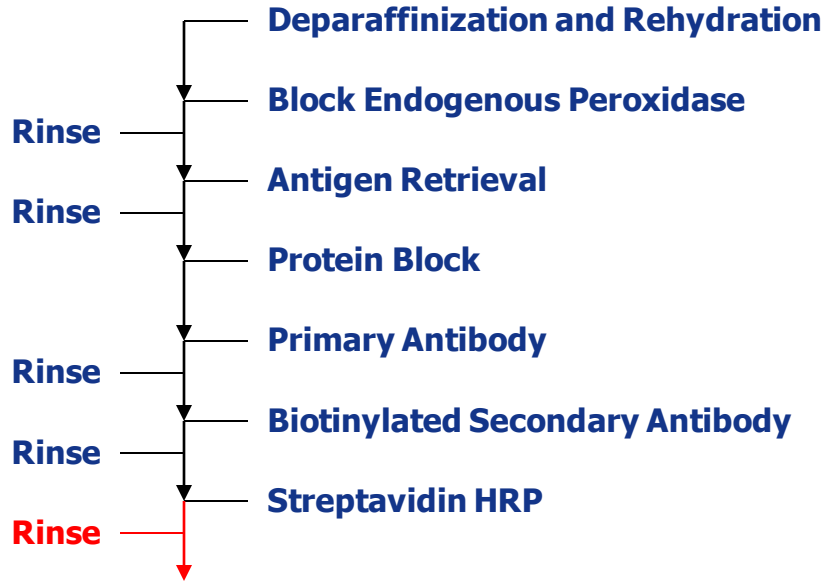 Deparaffinization and Rehydration
Block Endogenous Peroxidase
Rinse
Antigen Retrieval
Rinse
Protein Block
Primary Antibody
Rinse
Biotinylated Secondary Antibody
Rinse
Streptavidin HRP
Rinse